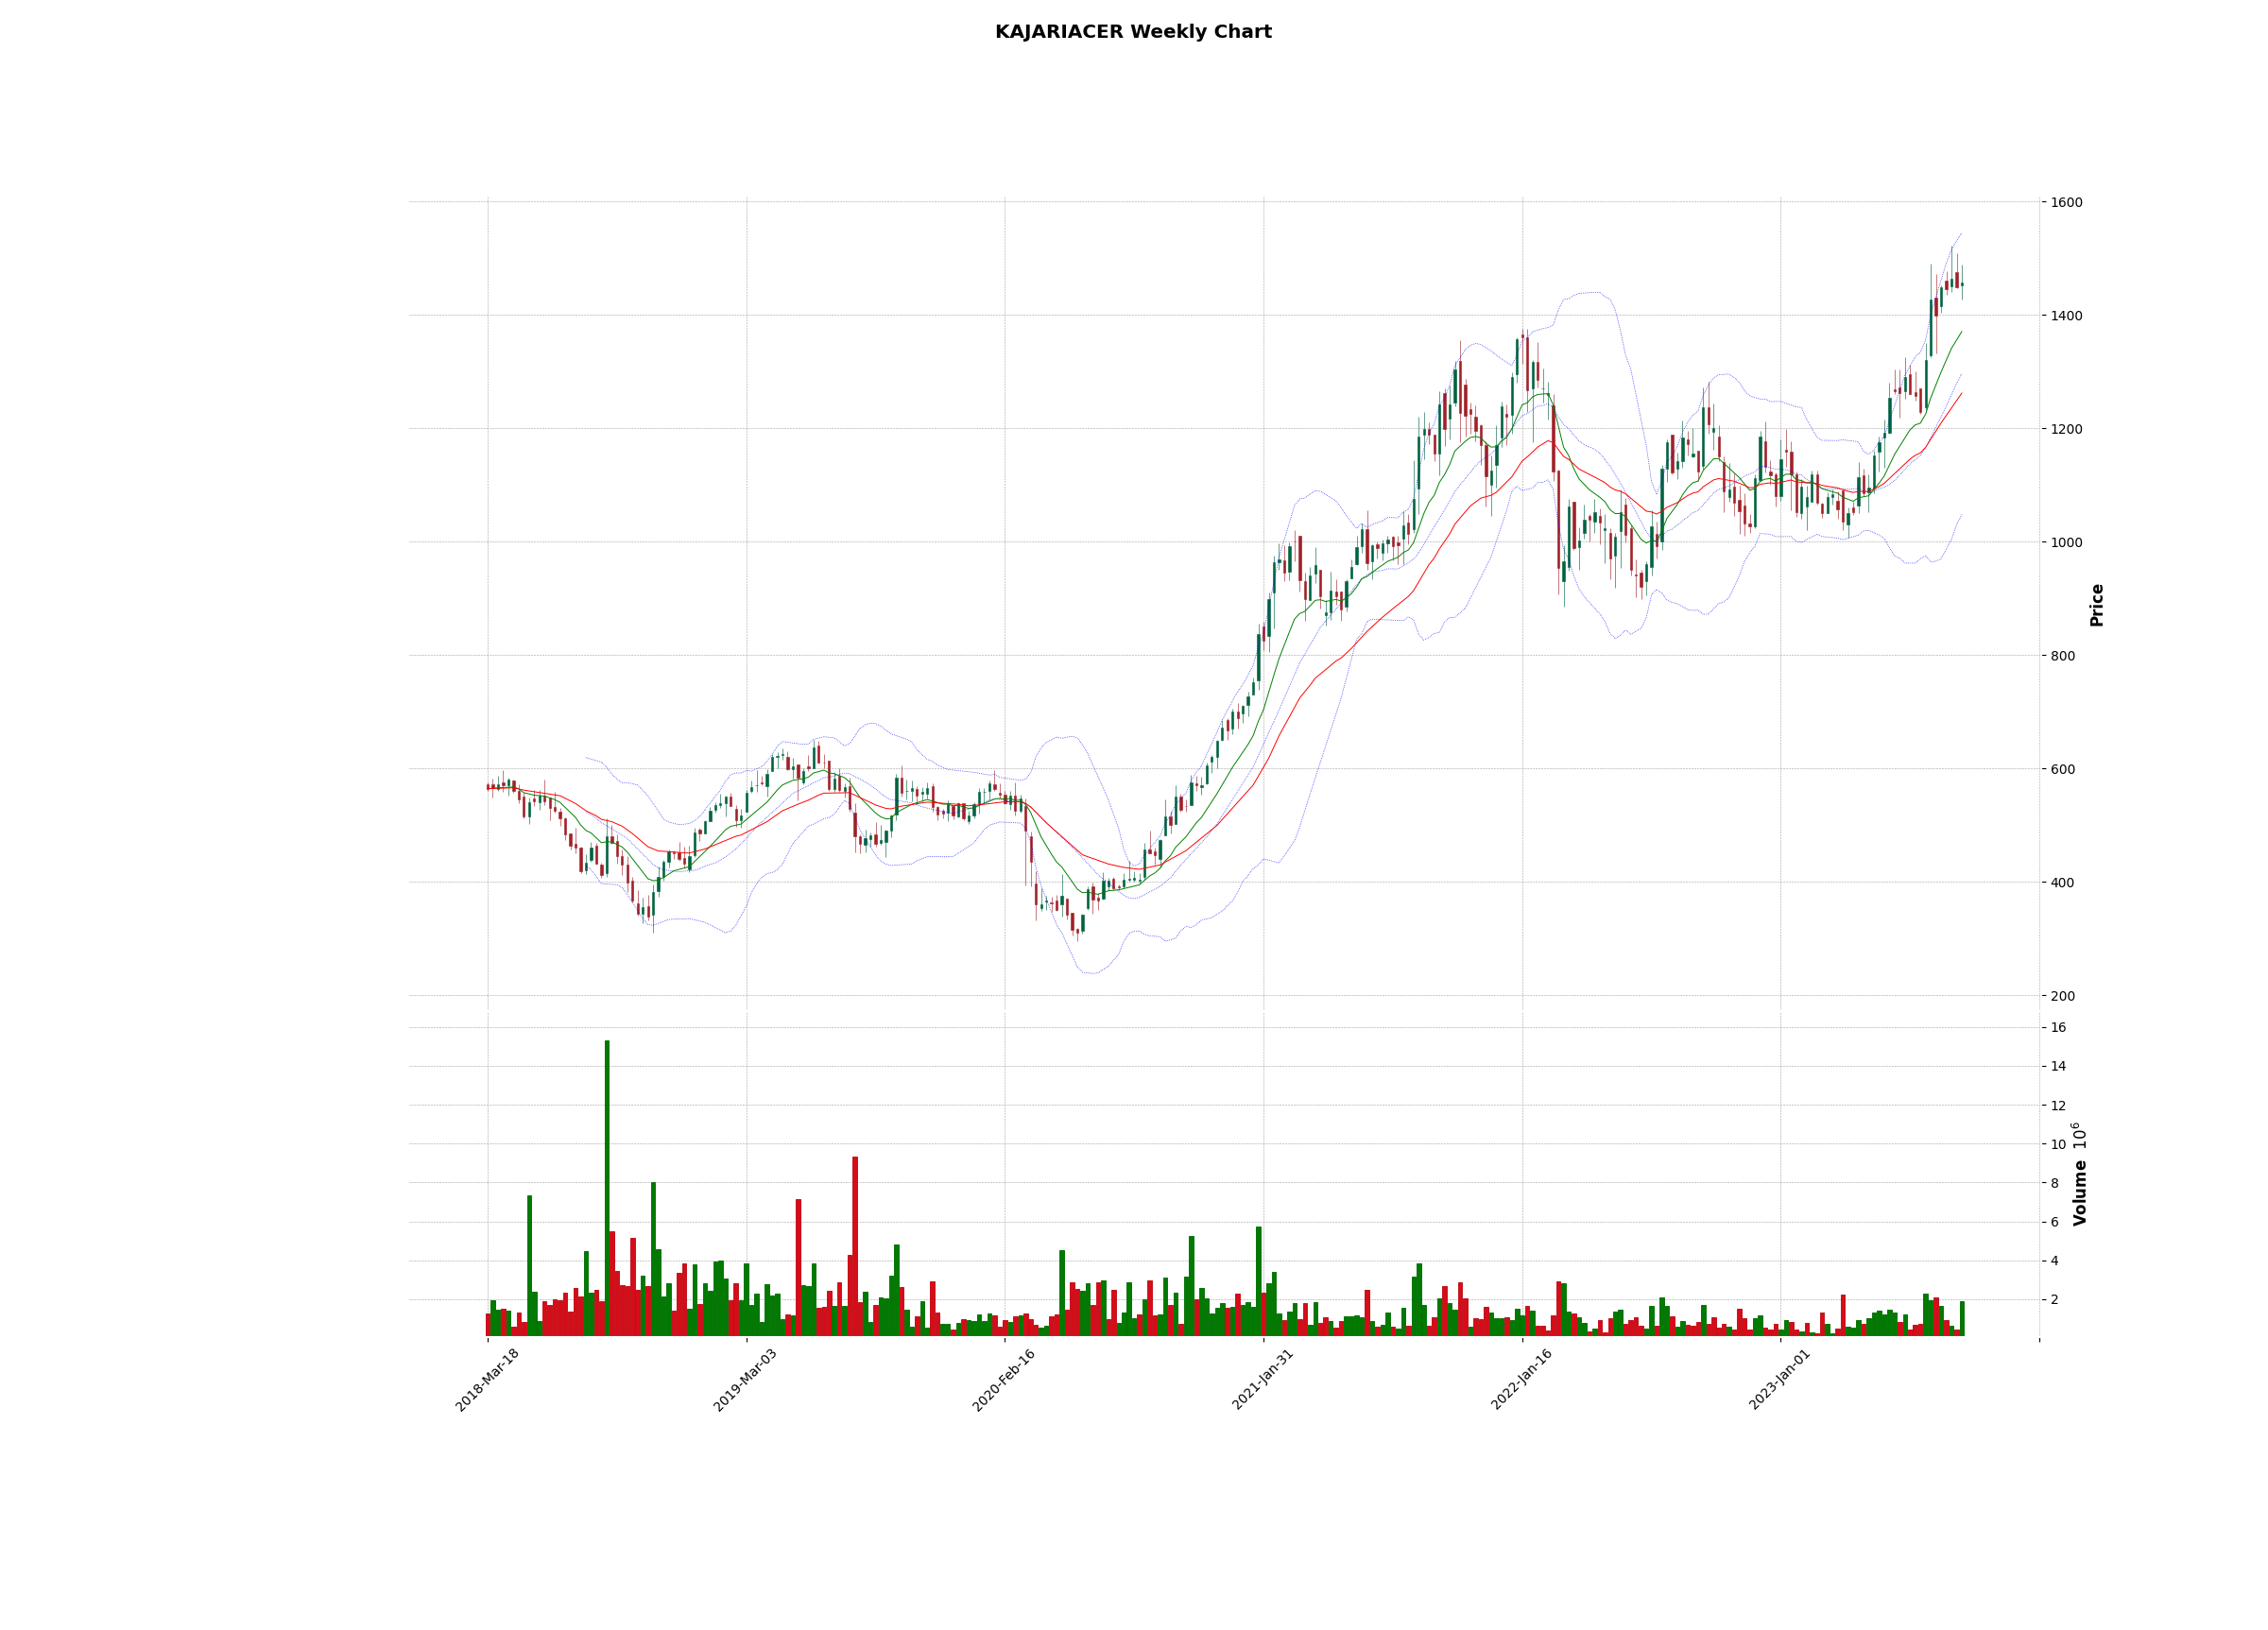 KAJARIACER Weekly Chart
1600
1400
1200
1000
800
600
400
200
Price
16
14
12
10
8
6
4
2
Volume 10^6
2018-Mar-18
2019-Mar-03
2020-Feb-16
2021-Jan-31
2022-Jan-16
2023-Jan-01